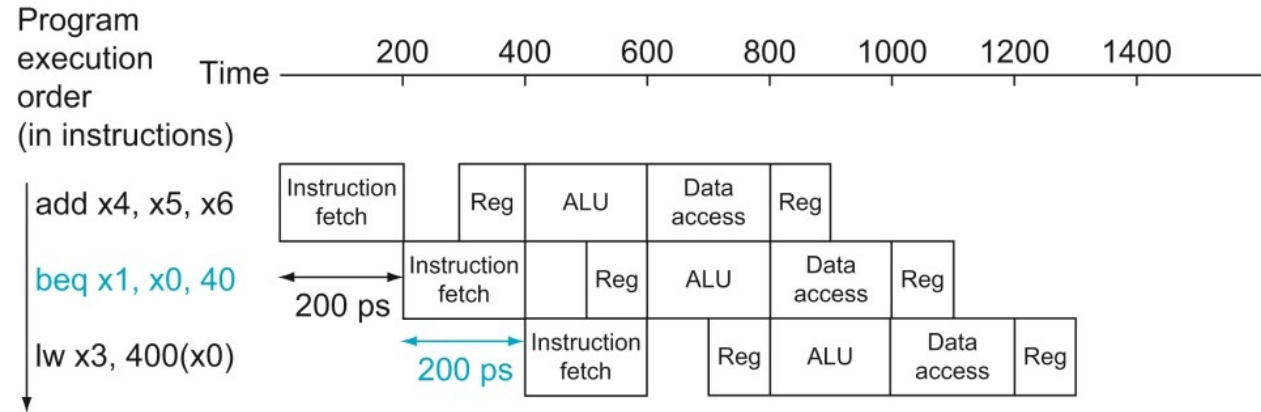 Program
execution
order
(in instructions)
Time
200 400 600 800 1000 1200 1400
add x4, x5, x6
Instruction
fetch
Reg
ALU
Data
access
Reg
beq x1, x0, 40
200 ps
Instruction
fetch
Reg
ALU
Data
access
Reg
lw x3, 400(x0)
200 ps
Instruction
fetch
Reg
ALU
Data
access
Reg